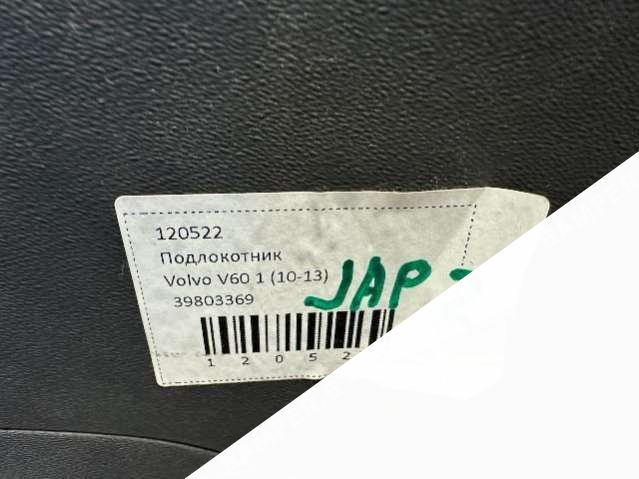 120522
Подлокотник
Volvo V60 1 (10-13)
39803369
JAP
1 2 0 5 2